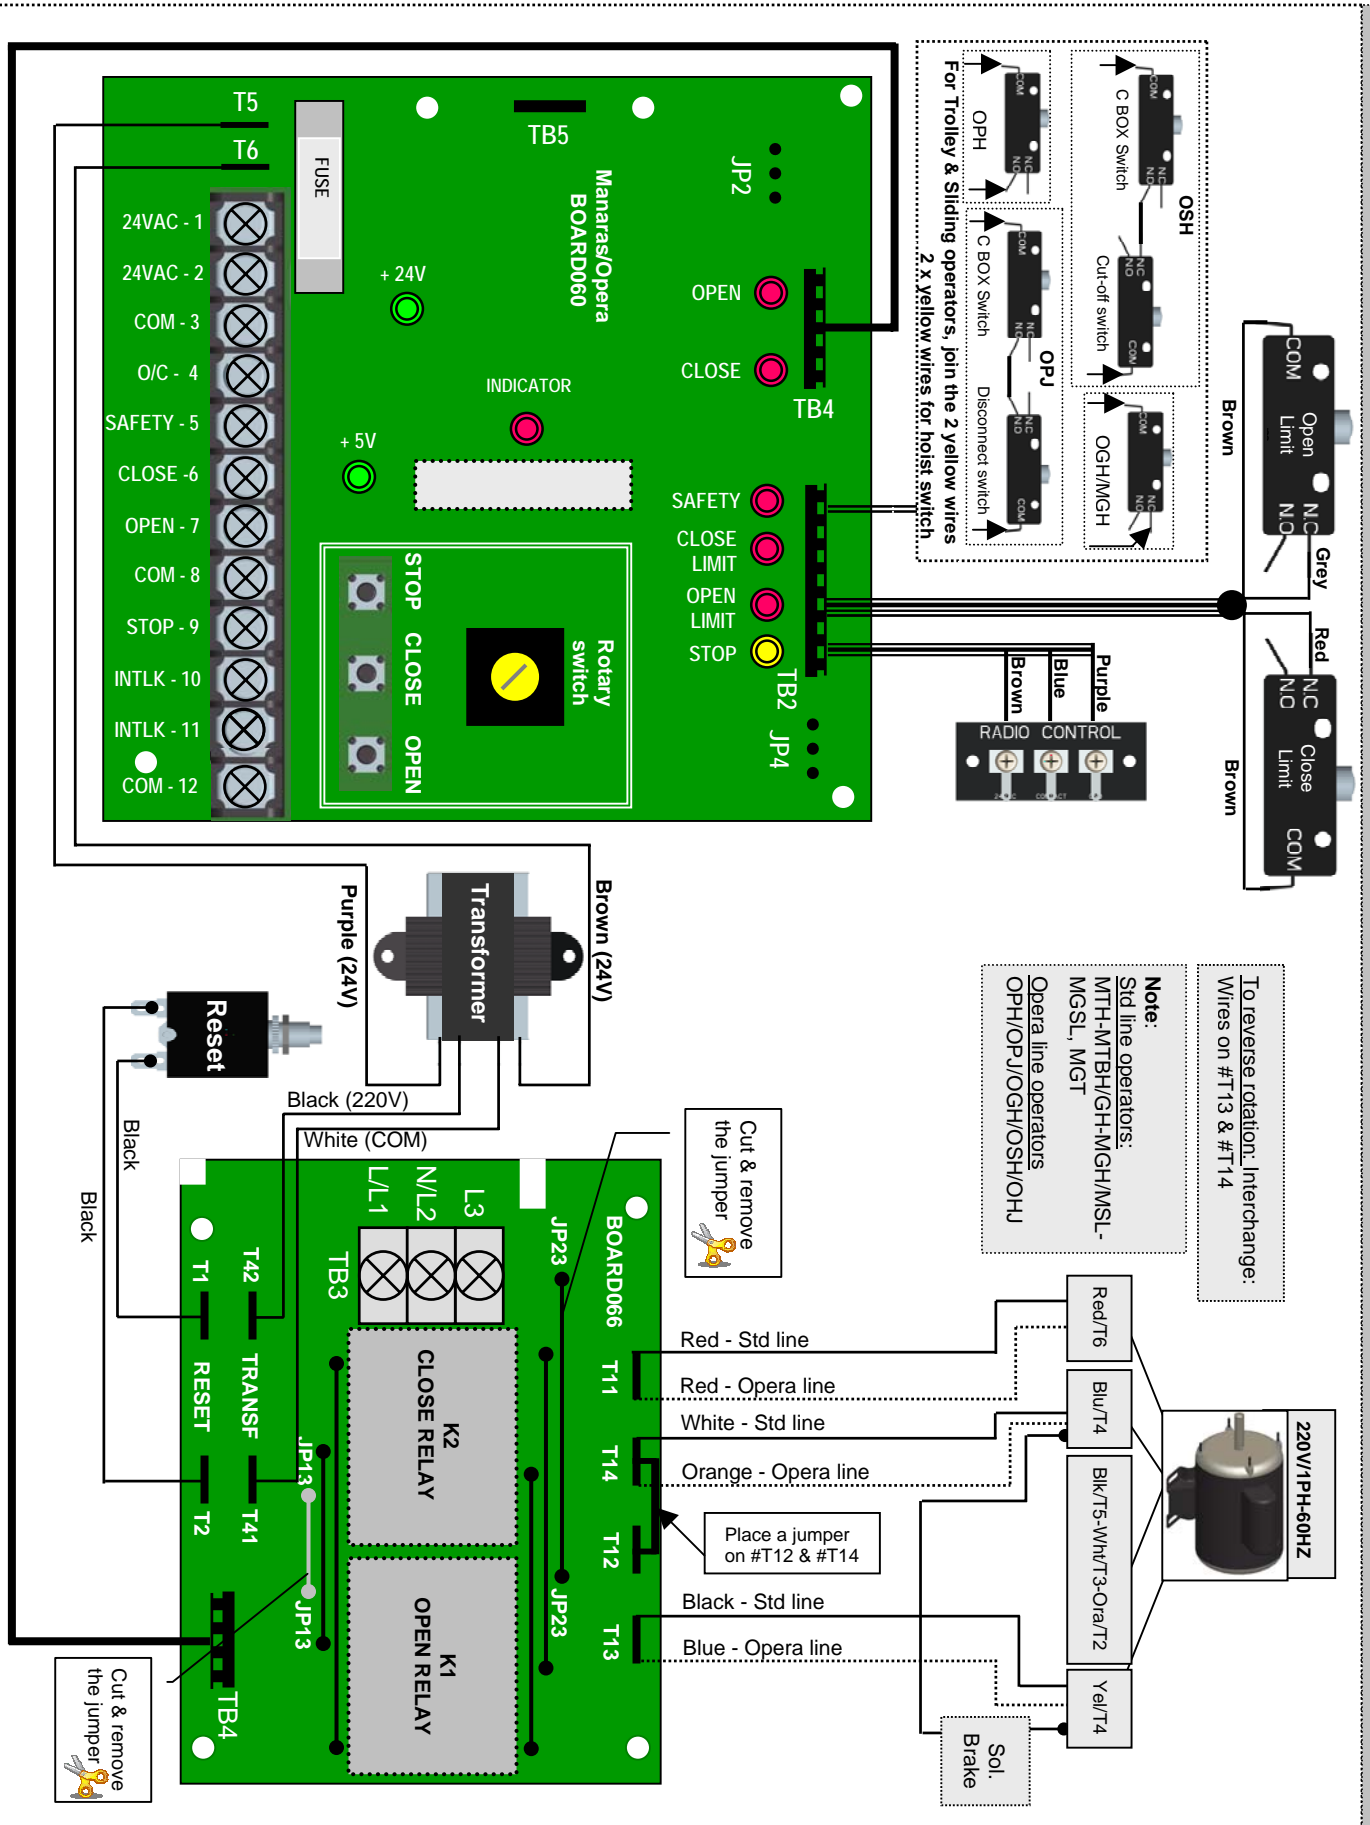 T5
T6
FUSE
TB5
Manaras/Opera
BOARD060
JP2
24VAC - 1
24VAC - 2
COM - 3
O/C - 4
SAFETY - 5
CLOSE -6
OPEN - 7
COM - 8
STOP - 9
INTLK - 10
INTLK - 11
COM - 12
+ 24V
+ 5V
INDICATOR
OPEN
CLOSE
TB4
SAFETY
CLOSE
LIMIT
OPEN
LIMIT
STOP
TB2
JP4
STOP
CLOSE
OPEN
Rotary
switch
OSH
COM
N.C
N.O
C BOX Switch
N.C
N.O
COM
Cut-off switch
COM
N.C
N.O
OPH
COM
N.C
N.O
C BOX Switch
OPJ
N.C
N.O
COM
Disconnect switch
COM
N.C
N.O
OGH/MGH
For Trolley & Sliding operators, join the 2 yellow wires
2 x yellow wires for hoist switch
COM
Open
Limit
N.C
N.O
Brown
Grey
Red
N.C
N.O
Close
Limit
COM
Brown
Purple
Blue
Brown
RADIO CONTROL
Transformer
Brown (24V)
Purple (24V)
Reset
Black
Black
Black (220V)
White (COM)
To reverse rotation: Interchange:
Wires on #T13 & #T14
Note:
Std line operators:
MTH-MTBH/GH-MGH/MSL-
MGSL, MGT
Opera line operators
OPH/OPJ/OGH/OSH/OHJ
Cut & remove
the jumper
L/L1
N/L2
L3
TB3
JP23
BOARD066
T1
RESET
T2
T42
TRANSF
T41
JP13
JP13
K2
CLOSE RELAY
K1
OPEN RELAY
JP23
TB4
T11
T14
T12
T13
Red - Std line
Red - Opera line
White - Std line
Orange - Opera line
Place a jumper
on #T12 & #T14
Black - Std line
Blue - Opera line
Red/T6
Blu/T4
Blk/T5-Wht/T3-Ora/T2
Yel/T4
220V/1PH-60HZ
Sol.
Brake
Cut & remove
the jumper